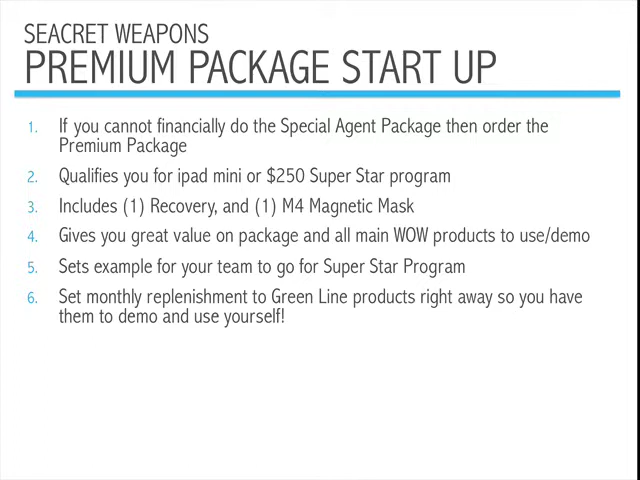 SEACRET WEAPONS
PREMIUM PACKAGE START UP
1. If you cannot financially do the Special Agent Package then order the
Premium Package
2. Qualifies you for ipad mini or $250 Super Star program
3. Includes (1) Recovery, and (1) M4 Magnetic Mask
4. Gives you great value on package and all main WOW products to use/demo
5. Sets example for your team to go for Super Star Program
6. Set monthly replenishment to Green Line products right away so you have
them to demo and use yourself!